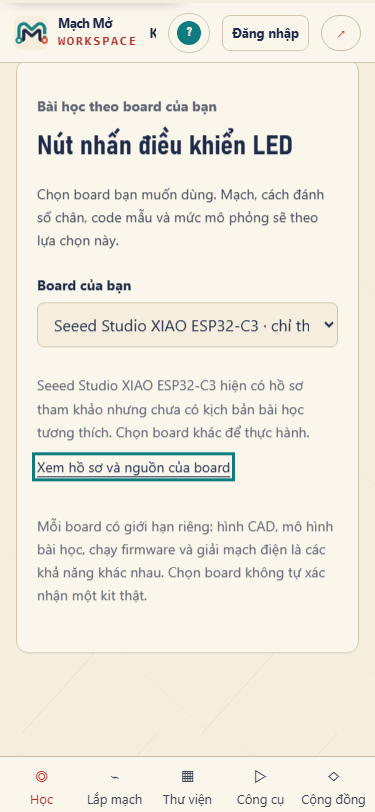 Mạch Mở
WORKSPACE
K
?
Đăng nhập
Bài học theo board của bạn
Nút nhấn điều khiển LED
Chọn board bạn muốn dùng. Mạch, cách đánh
số chân, code mẫu và mức mô phỏng sẽ theo
lựa chọn này.
Board của bạn
Seeed Studio XIAO ESP32-C3 · chỉ th
Seeed Studio XIAO ESP32-C3 hiện có hồ sơ
tham khảo nhưng chưa có kịch bản bài học
tương thích. Chọn board khác để thực hành.
Xem hồ sơ và nguồn của board
Mỗi board có giới hạn riêng: hình CAD, mô hình
bài học, chạy firmware và giải mạch điện là các
khả năng khác nhau. Chọn board không tự xác
nhận một kit thật.
Học
Lắp mạch
Thư viện
Công cụ
Cộng đồng